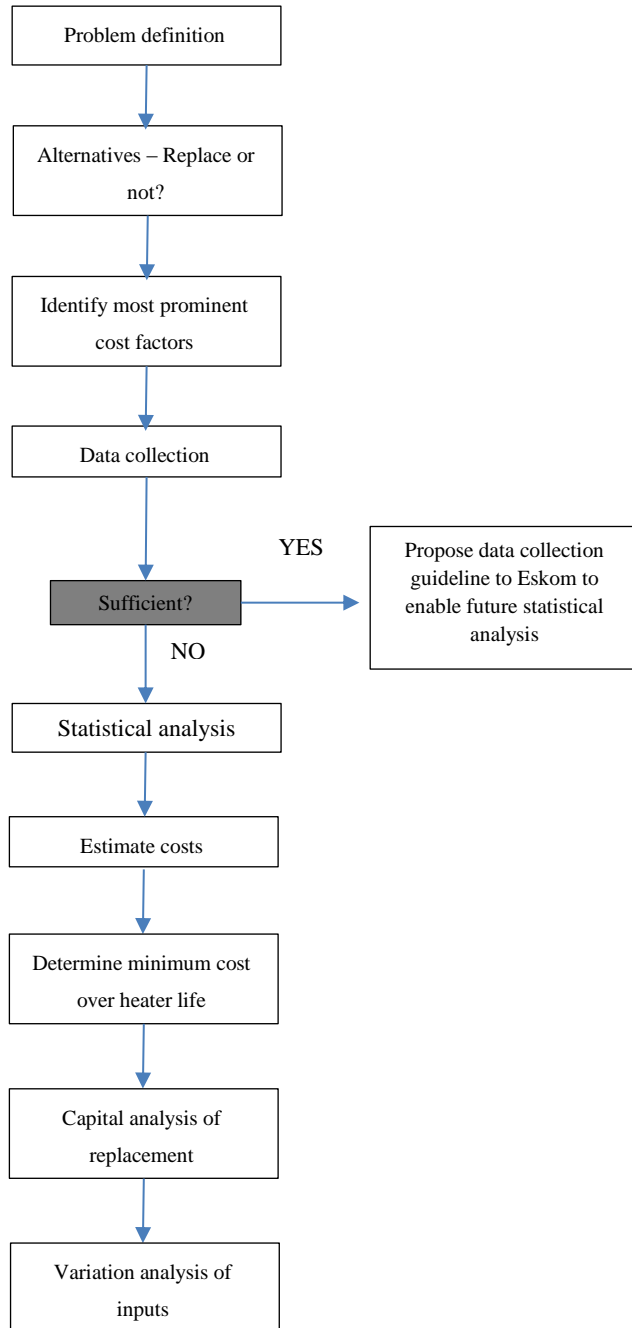 Problem definition
Alternatives – Replace or
not?
Identify most prominent
cost factors
Data collection
YES
Propose data collection
guideline to Eskom to
enable future statistical
analysis
Sufficient?
NO
Statistical analysis
Estimate costs
Determine minimum cost
over heater life
Capital analysis of
replacement
Variation analysis of
inputs